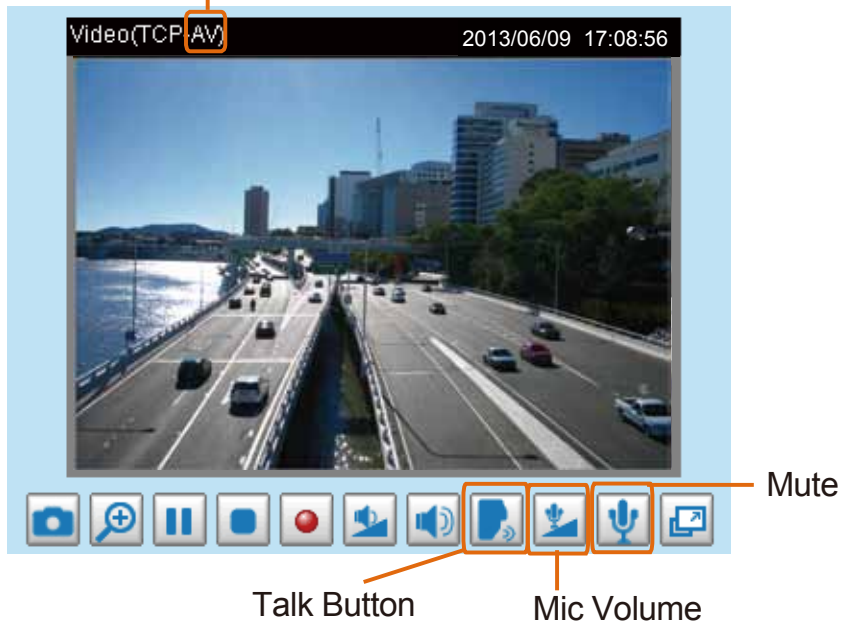 Video(TCP-AV)
2013/06/09 17:08:56
Mute
Talk Button
Mic Volume